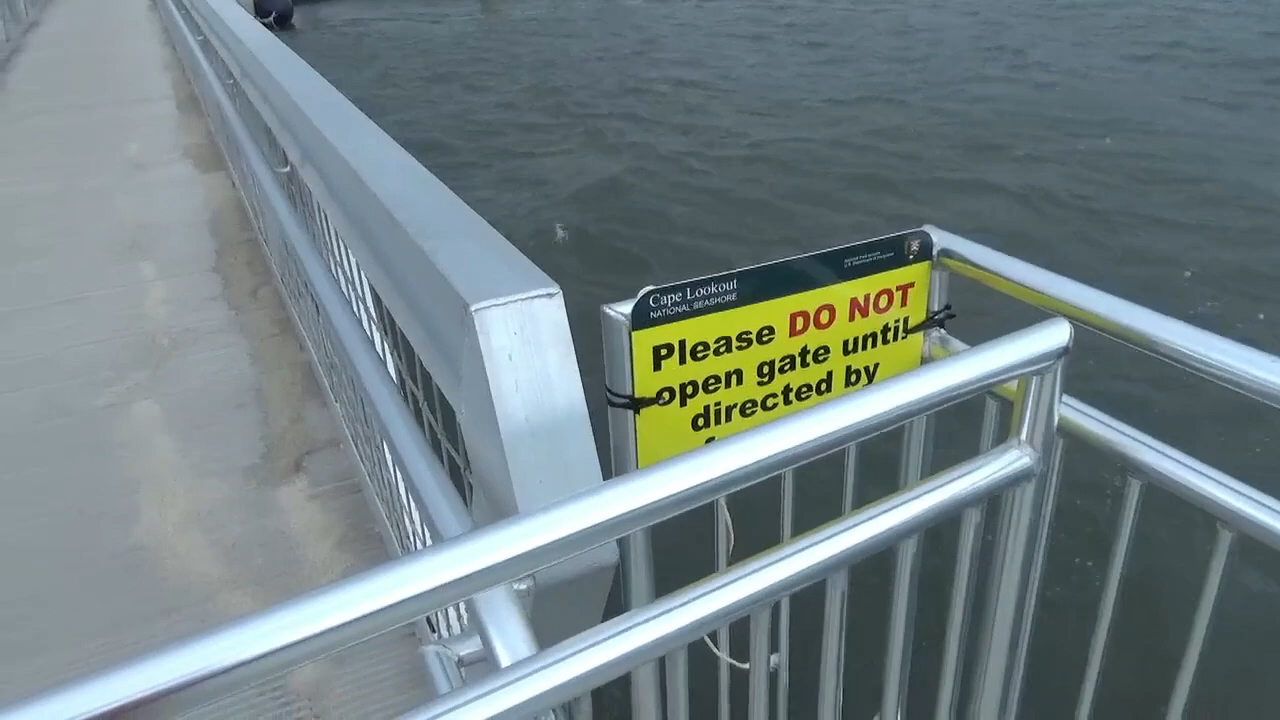 Cape Lookout
NATIONAL SEASHORE
Please DO NOT
open gate until
directed by